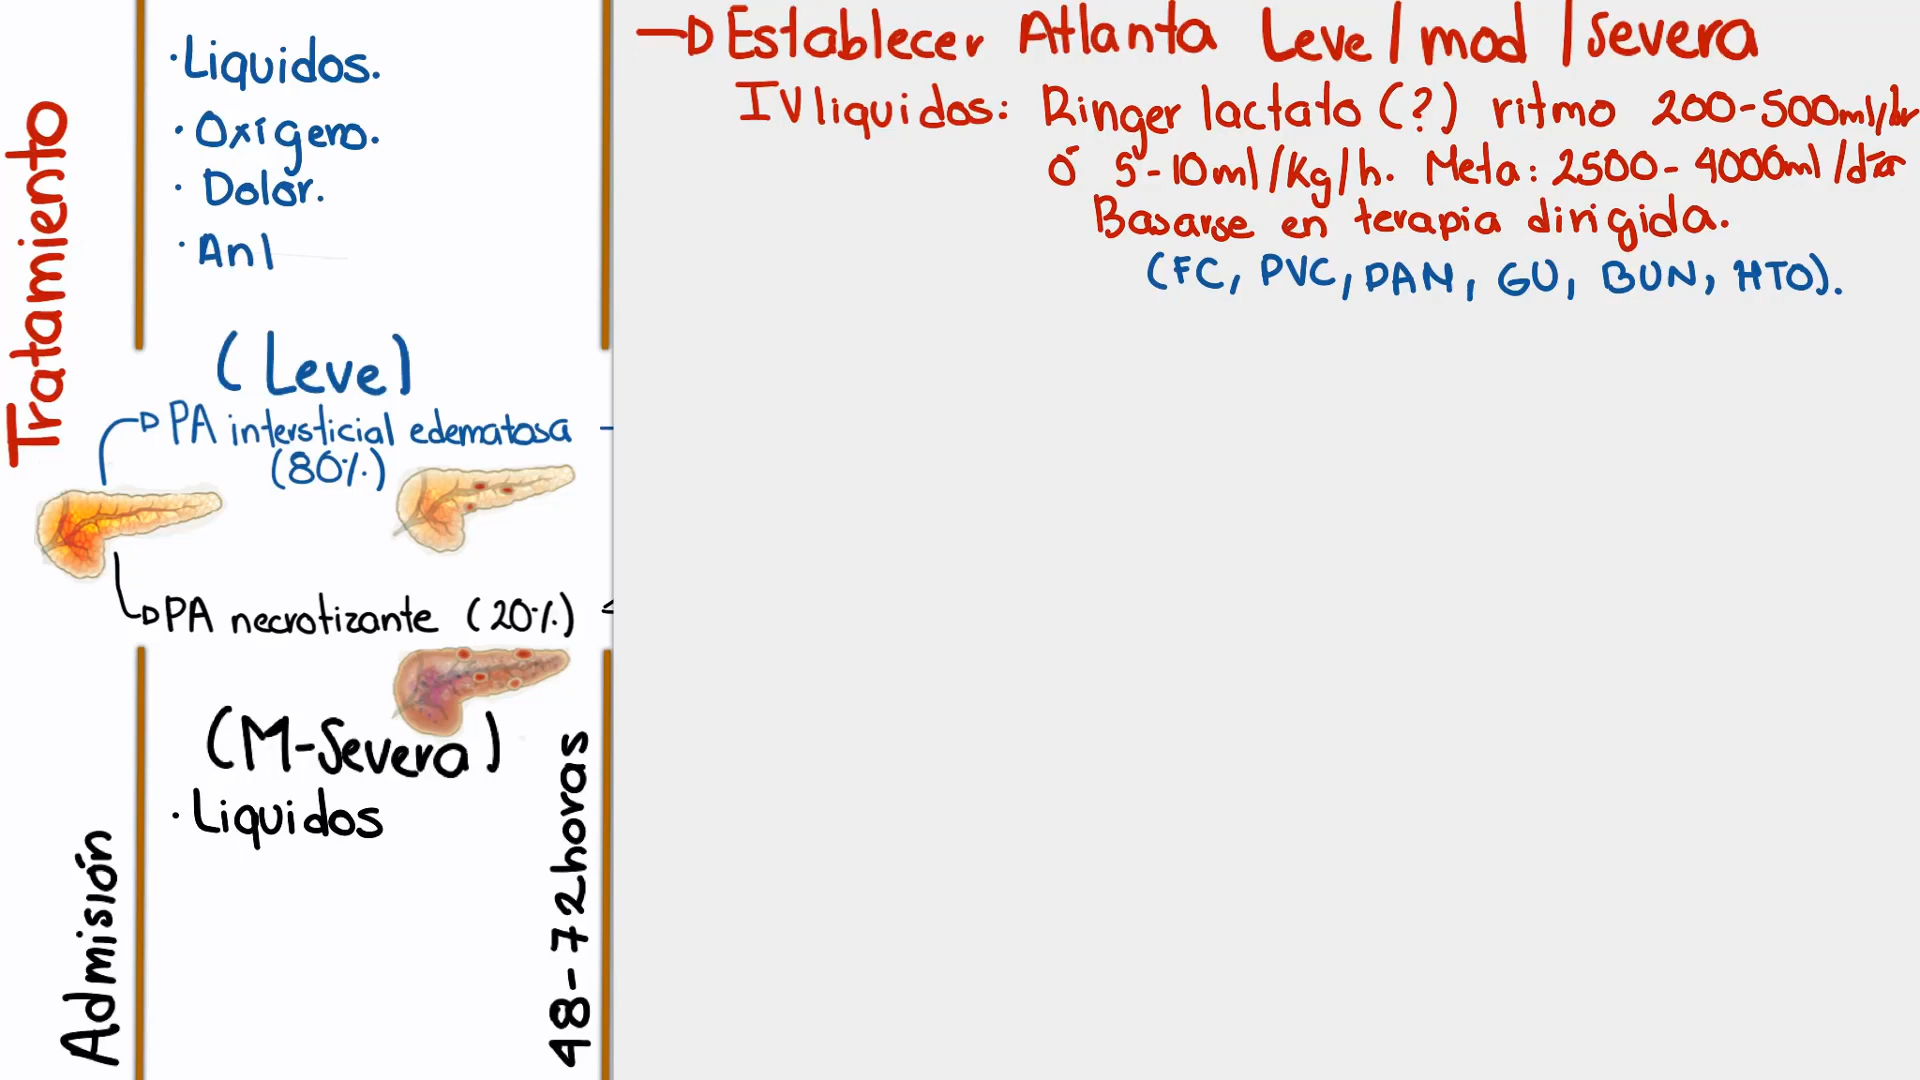 Tratamiento
·Liquidos.
· Oxígeno.
· Dolor.
· Anl
(Leve)
PA intersticial edematosa
(80%)
PA necrotizante (20%)
(M-Severa)
· Liquidos
Admisión
48-72horas
Establecer Atlanta Leve/mod/severa
IV liquidos: Ringer lactato (?) ritmo 200-500ml/hr
ó 5-10ml/Kg/h. Meta: 2500-4000ml/día
Basarse en terapia dirigida.
(FC, PVC, PAM, GU, BUN, HTO).